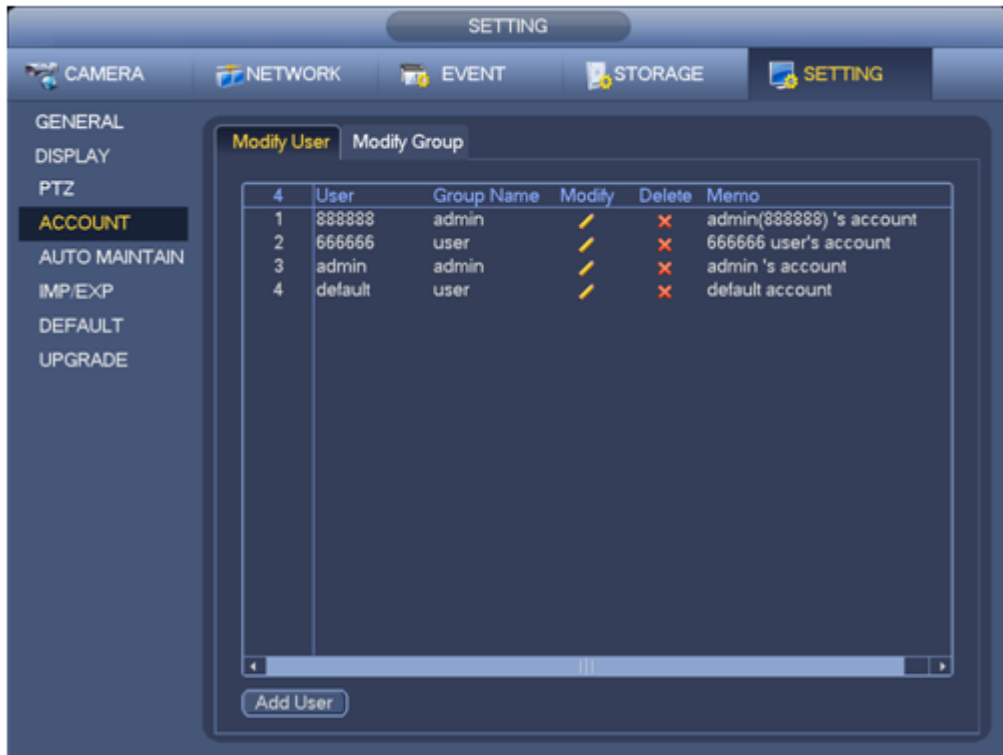 SETTING
CAMERA NETWORK EVENT STORAGE SETTING
GENERAL
DISPLAY
PTZ
ACCOUNT
AUTO MAINTAIN
IMP/EXP
DEFAULT
UPGRADE
Modify User Modify Group
4 User Group Name Modify Delete Memo
1 888888 admin admin(888888) 's account
2 666666 user 666666 user's account
3 admin admin admin 's account
4 default user default account
Add User